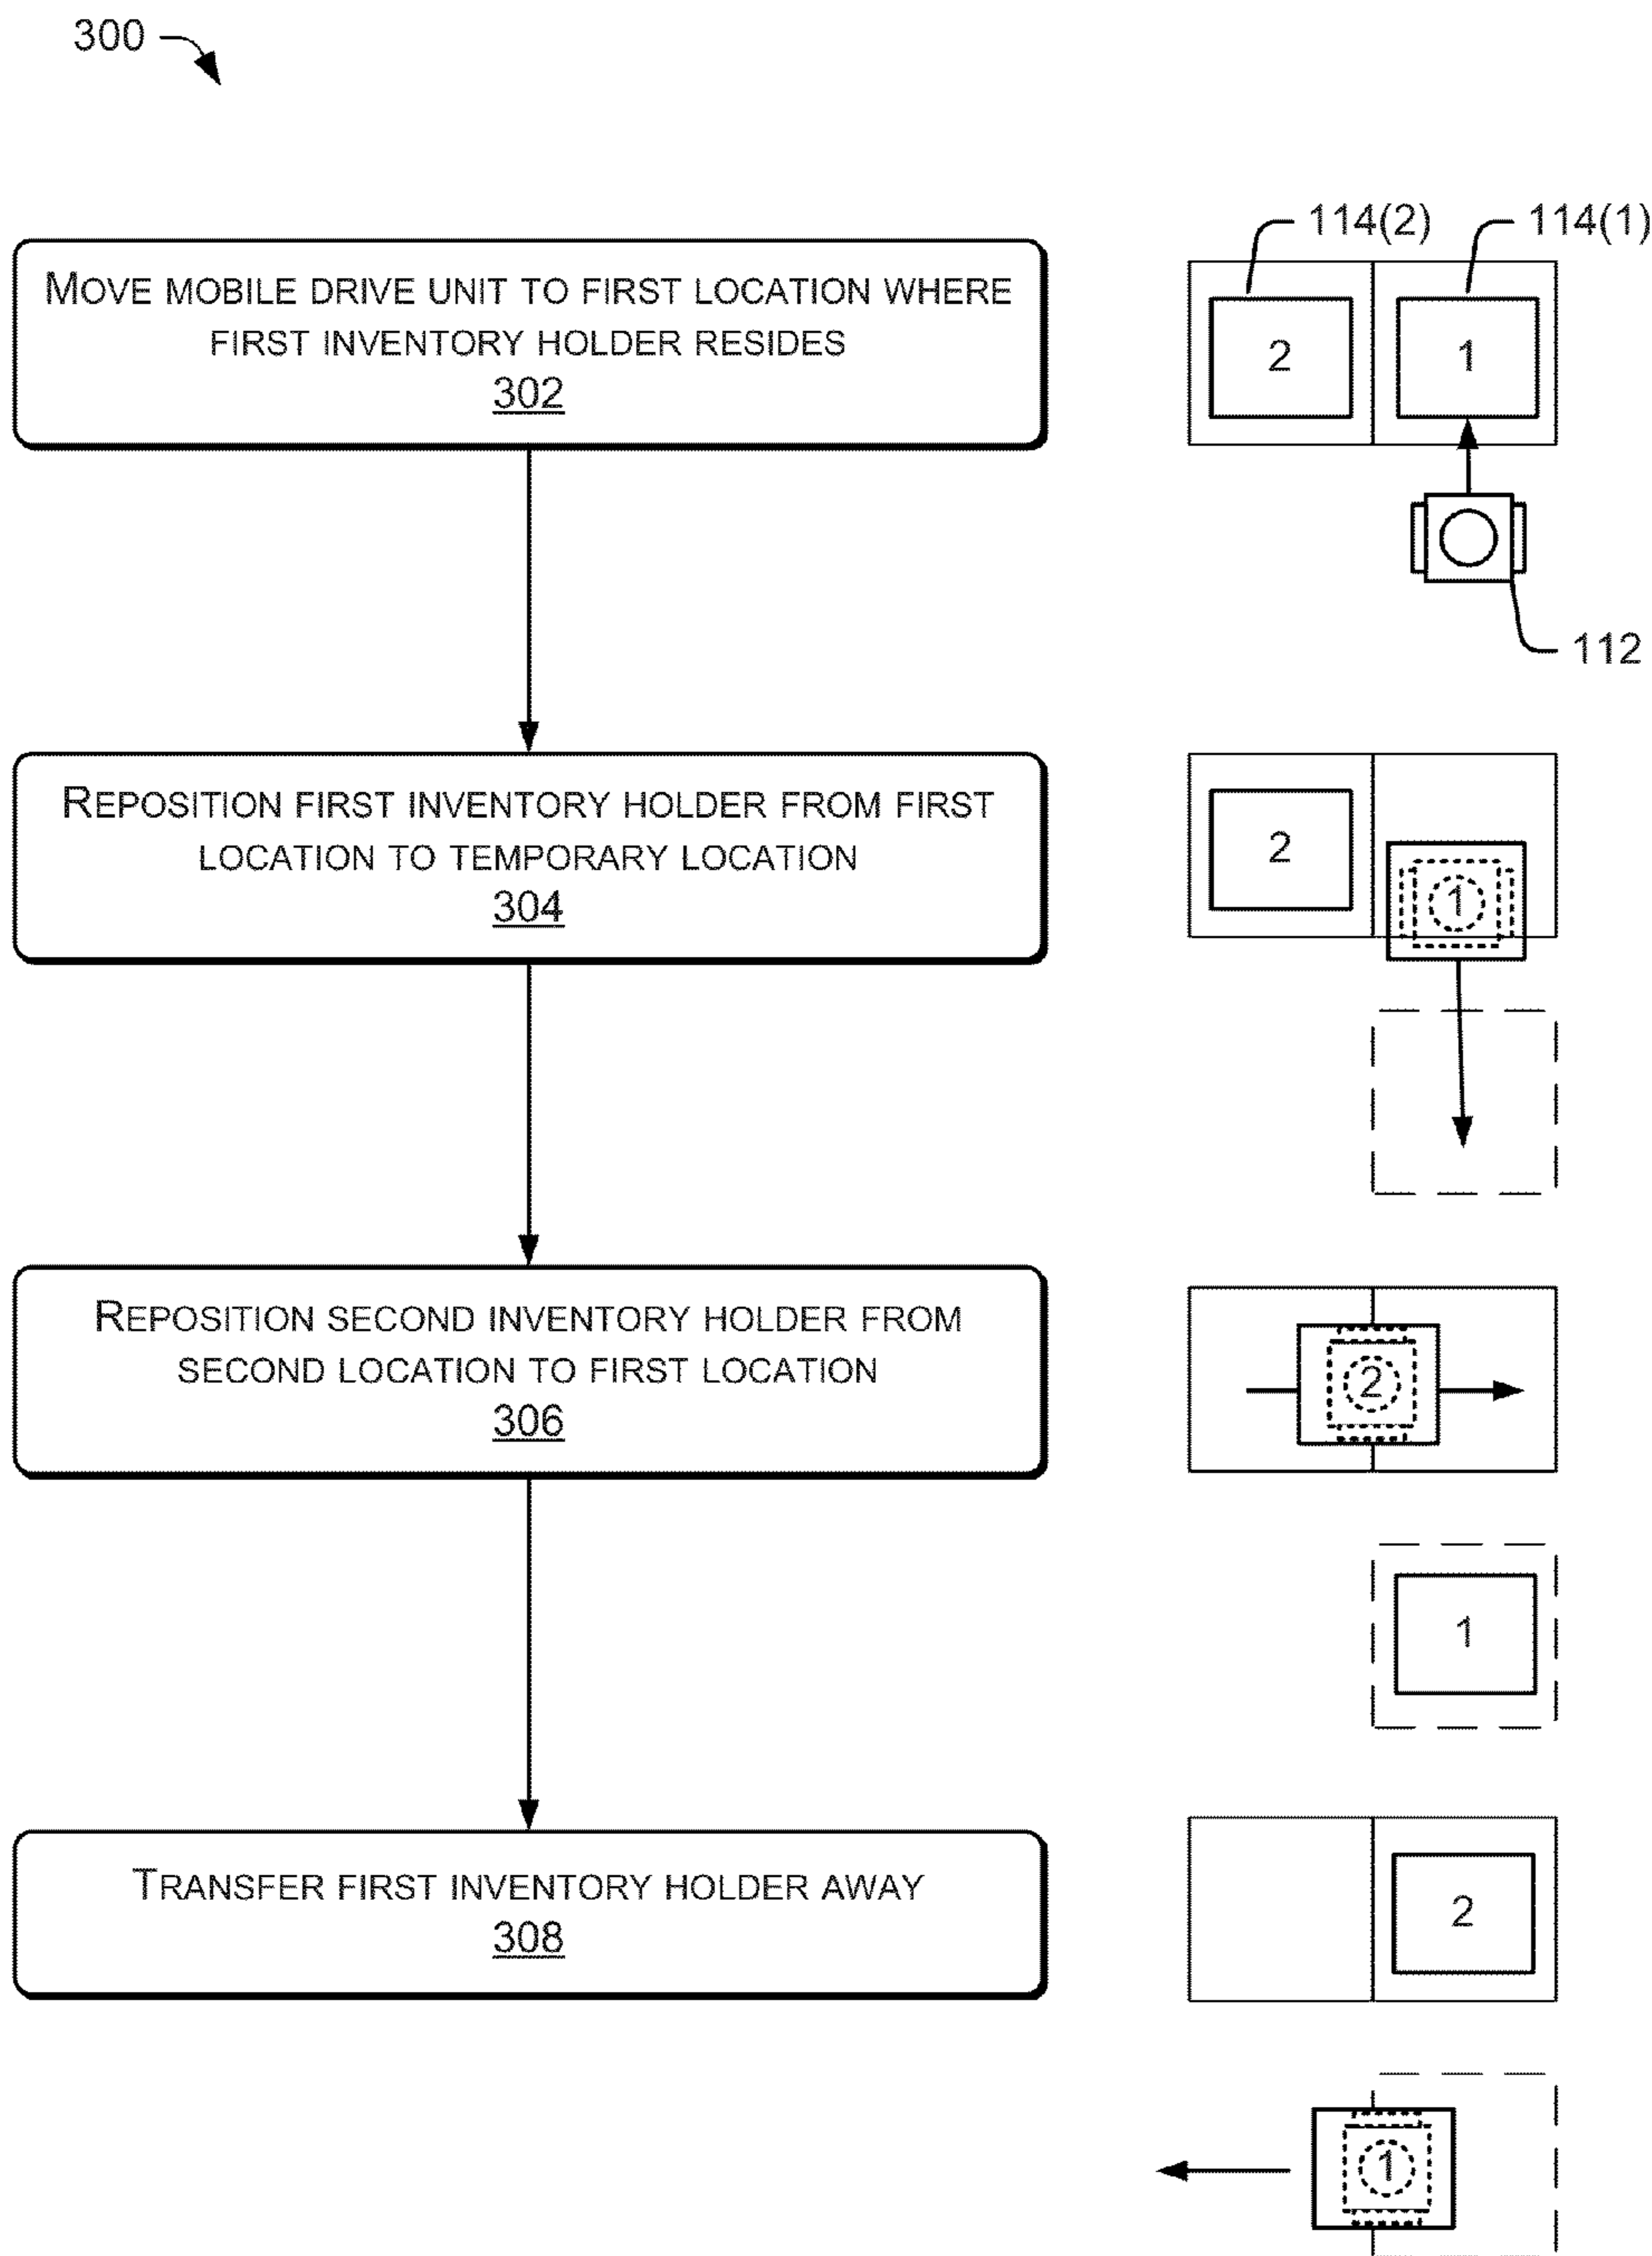 300
114(2) 114(1)
MOVE MOBILE DRIVE UNIT TO FIRST LOCATION WHERE
FIRST INVENTORY HOLDER RESIDES
302
2 1
112
REPOSITION FIRST INVENTORY HOLDER FROM FIRST
LOCATION TO TEMPORARY LOCATION
304
2
1
REPOSITION SECOND INVENTORY HOLDER FROM
SECOND LOCATION TO FIRST LOCATION
306
2
1
TRANSFER FIRST INVENTORY HOLDER AWAY
308
2
1